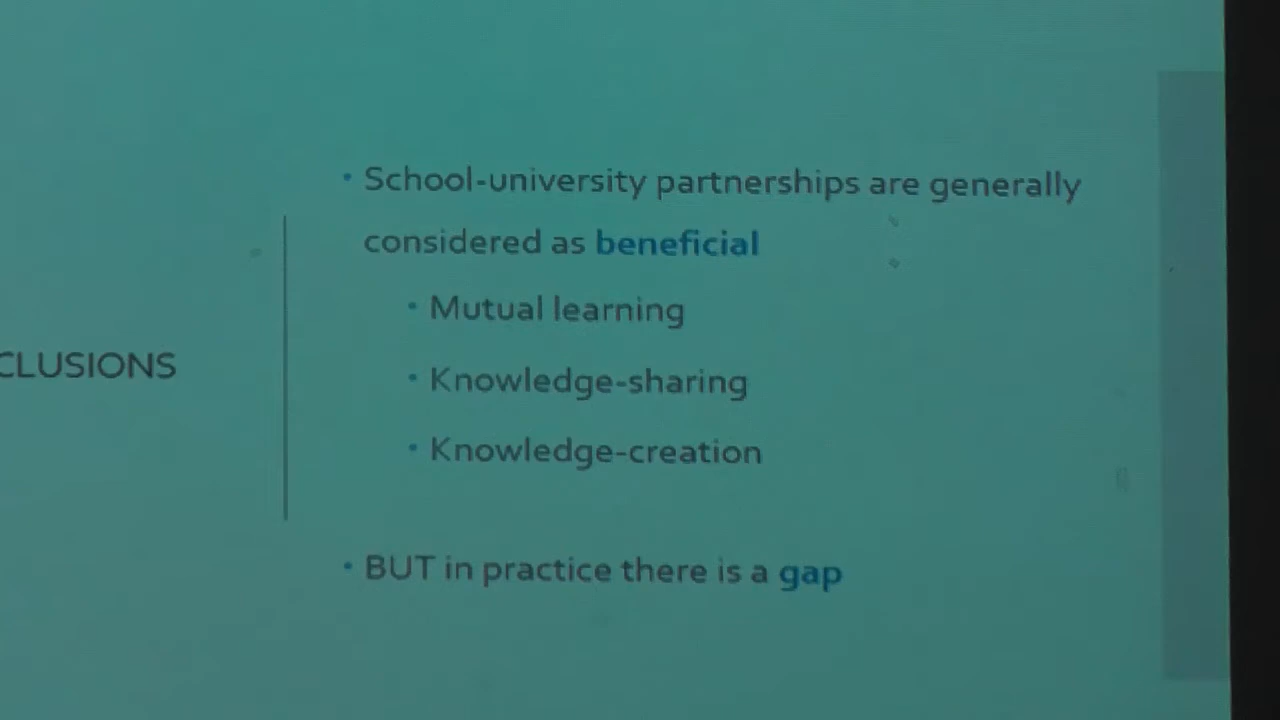 CLUSIONS
• School-university partnerships are generally
considered as beneficial
• Mutual learning
• Knowledge-sharing
• Knowledge-creation
• BUT in practice there is a gap